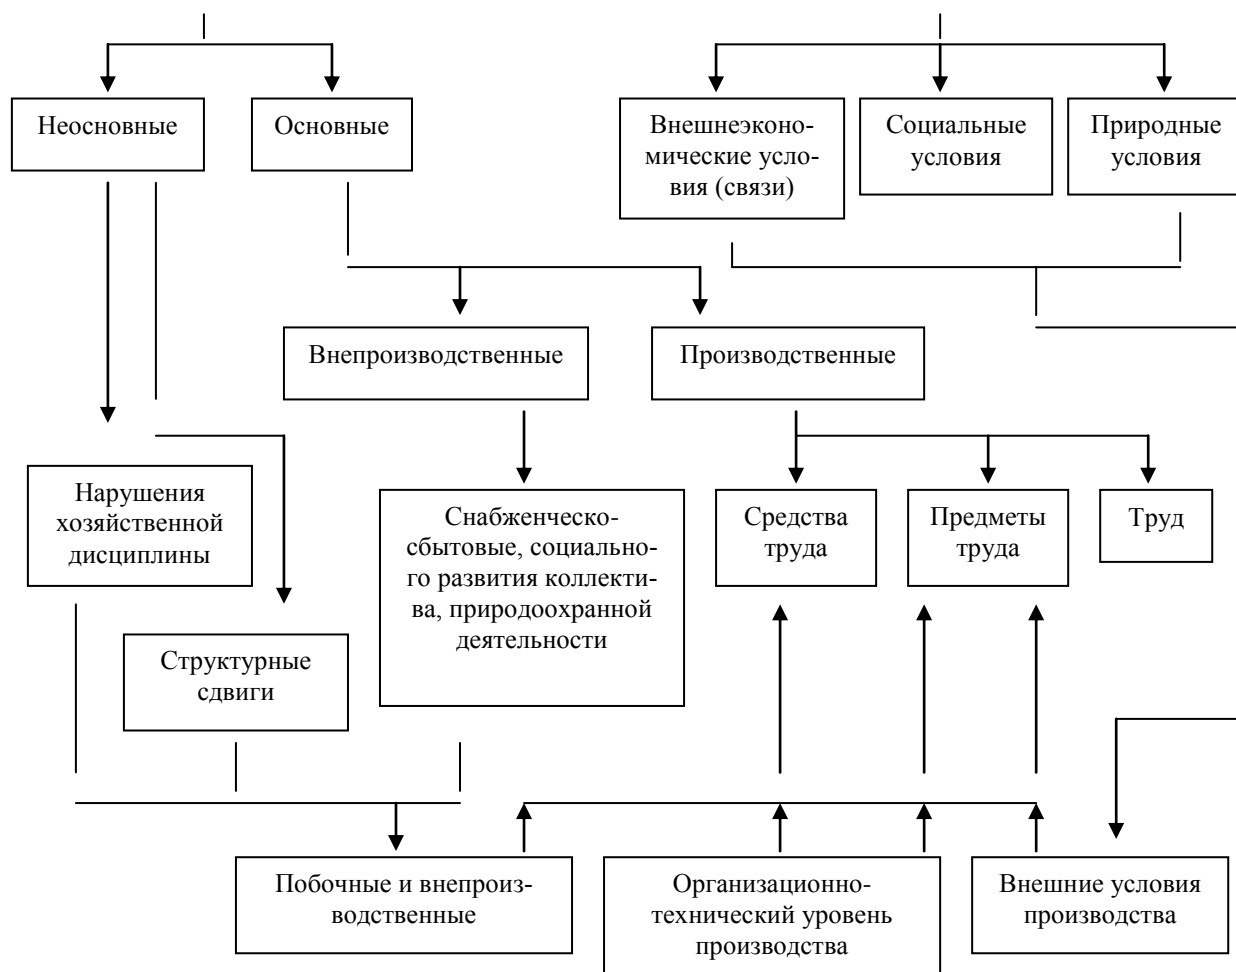 Неосновные
Основные
Внешнеэконо-
мические усло-
вия (связи)
Социальные
условия
Природные
условия
Внепроизводственные
Производственные
Нарушения
хозяйственной
дисциплины
Снабженческо-
сбытовые, социально-
го развития коллекти-
ва, природоохранной
деятельности
Средства
труда
Предметы
труда
Труд
Структурные
сдвиги
Побочные и внепроиз-
водственные
Организационно-
технический уровень
производства
Внешние условия
производства